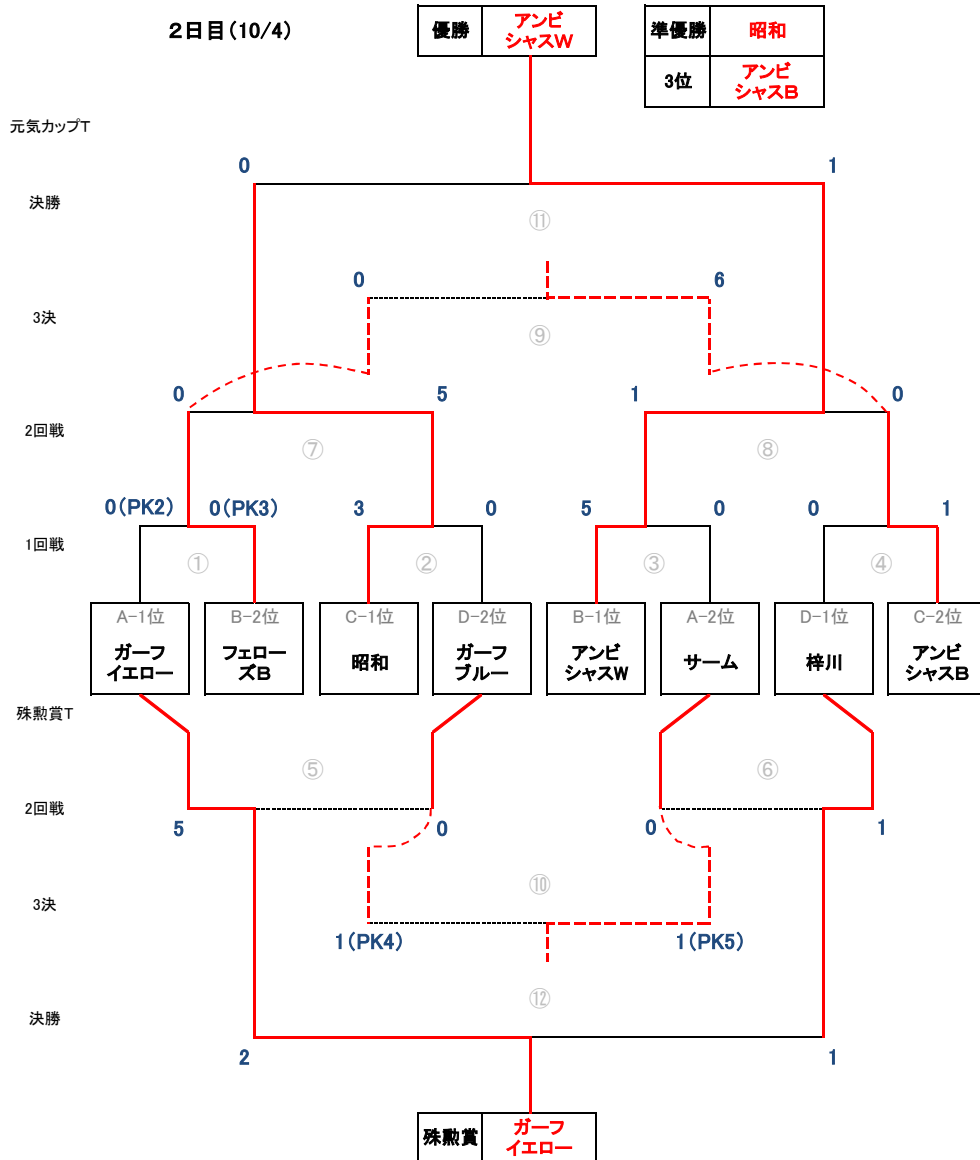 2日目(10/4)
優勝
アンビ
シャスW
準優勝
昭和
3位
アンビ
シャスB
元気カップT
0
1
決勝
⑪
0
6
3決
⑨
0
5
1
0
2回戦
⑦
⑧
0(PK2)
0(PK3)
3
0
5
0
0
1
1回戦
①
②
③
④
A-1位
B-2位
C-1位
D-2位
B-1位
A-2位
D-1位
C-2位
ガーフ
イエロー
フェロー
ズB
昭和
ガーフ
ブルー
アンビ
シャスW
サーム
梓川
アンビ
シャスB
殊勲賞T
⑤
⑥
2回戦
5
0
0
1
3決
⑩
1(PK4)
1(PK5)
⑫
決勝
2
1
殊勲賞
ガーフ
イエロー